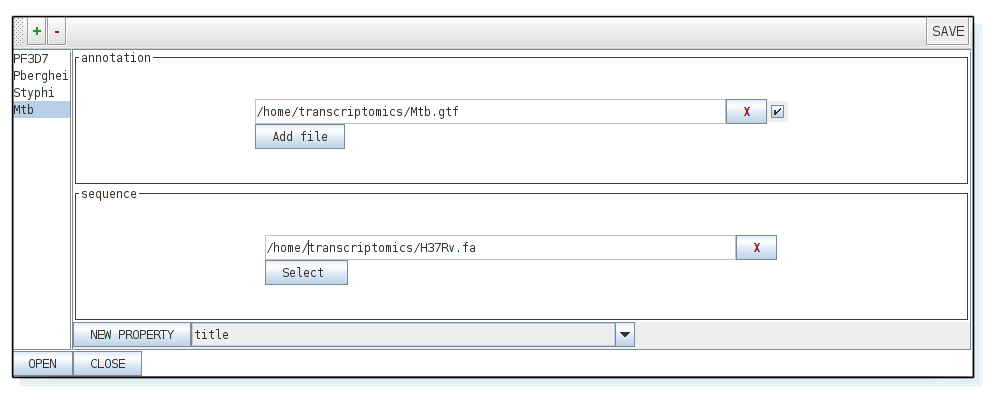 + - SAVE
PF3D7
Pberghei
Styphi
Mtb
annotation
/home/transcriptomics/Mtb.gtf X
Add file
sequence
/home/transcriptomics/H37Rv.fa X
Select
NEW PROPERTY title
OPEN CLOSE